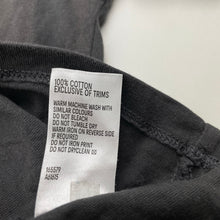 100% COTTON
EXCLUSIVE OF TRIMS
WARM MACHINE WASH WITH
SIMILAR COLOURS
DO NOT BLEACH
DO NOT TUMBLE DRY
WARM IRON ON REVERSE SIDE
IF REQUIRED
DO NOT IRON PRINT
DO NOT DRYCLEAN
165579